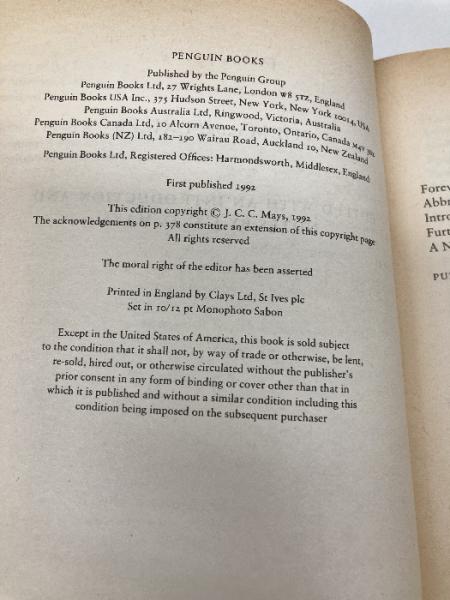 PENGUIN BOOKS
Published by the Penguin Group
Penguin Books Ltd, 27 Wrights Lane, London W8 5TZ, England
Penguin Books USA Inc., 375 Hudson Street, New York, New York 10014, USA
Penguin Books Australia Ltd, Ringwood, Victoria, Australia
Penguin Books Canada Ltd, 10 Alcorn Avenue, Toronto, Ontario, Canada M4V 3B2
Penguin Books (NZ) Ltd, 182–190 Wairau Road, Auckland 10, New Zealand
Penguin Books Ltd, Registered Offices: Harmondsworth, Middlesex, England
First published 1992
This edition copyright © J. C. C. Mays, 1992
The acknowledgements on p. 378 constitute an extension of this copyright page
All rights reserved
The moral right of the editor has been asserted
Printed in England by Clays Ltd, St Ives plc
Set in 10/12 pt Monophoto Sabon
Except in the United States of America, this book is sold subject
to the condition that it shall not, by way of trade or otherwise, be lent,
re-sold, hired out, or otherwise circulated without the publisher's
prior consent in any form of binding or cover other than that in
which it is published and without a similar condition including this
condition being imposed on the subsequent purchaser
Forew
Abbr
Intro
Furt
A N
PU